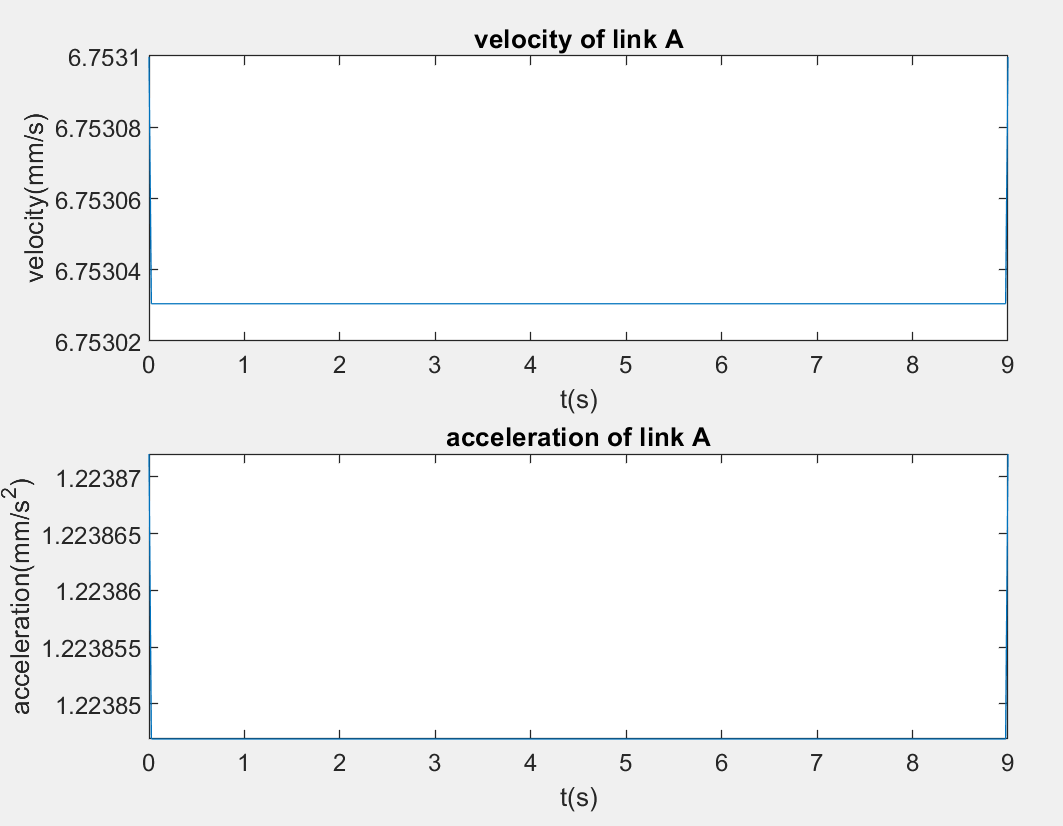 velocity of link A
6.7531
6.75308
6.75306
6.75304
6.75302
velocity(mm/s)
0 1 2 3 4 5 6 7 8 9
t(s)
acceleration of link A
1.22387
1.223865
1.22386
1.223855
1.22385
acceleration(mm/s²)
0 1 2 3 4 5 6 7 8 9
t(s)